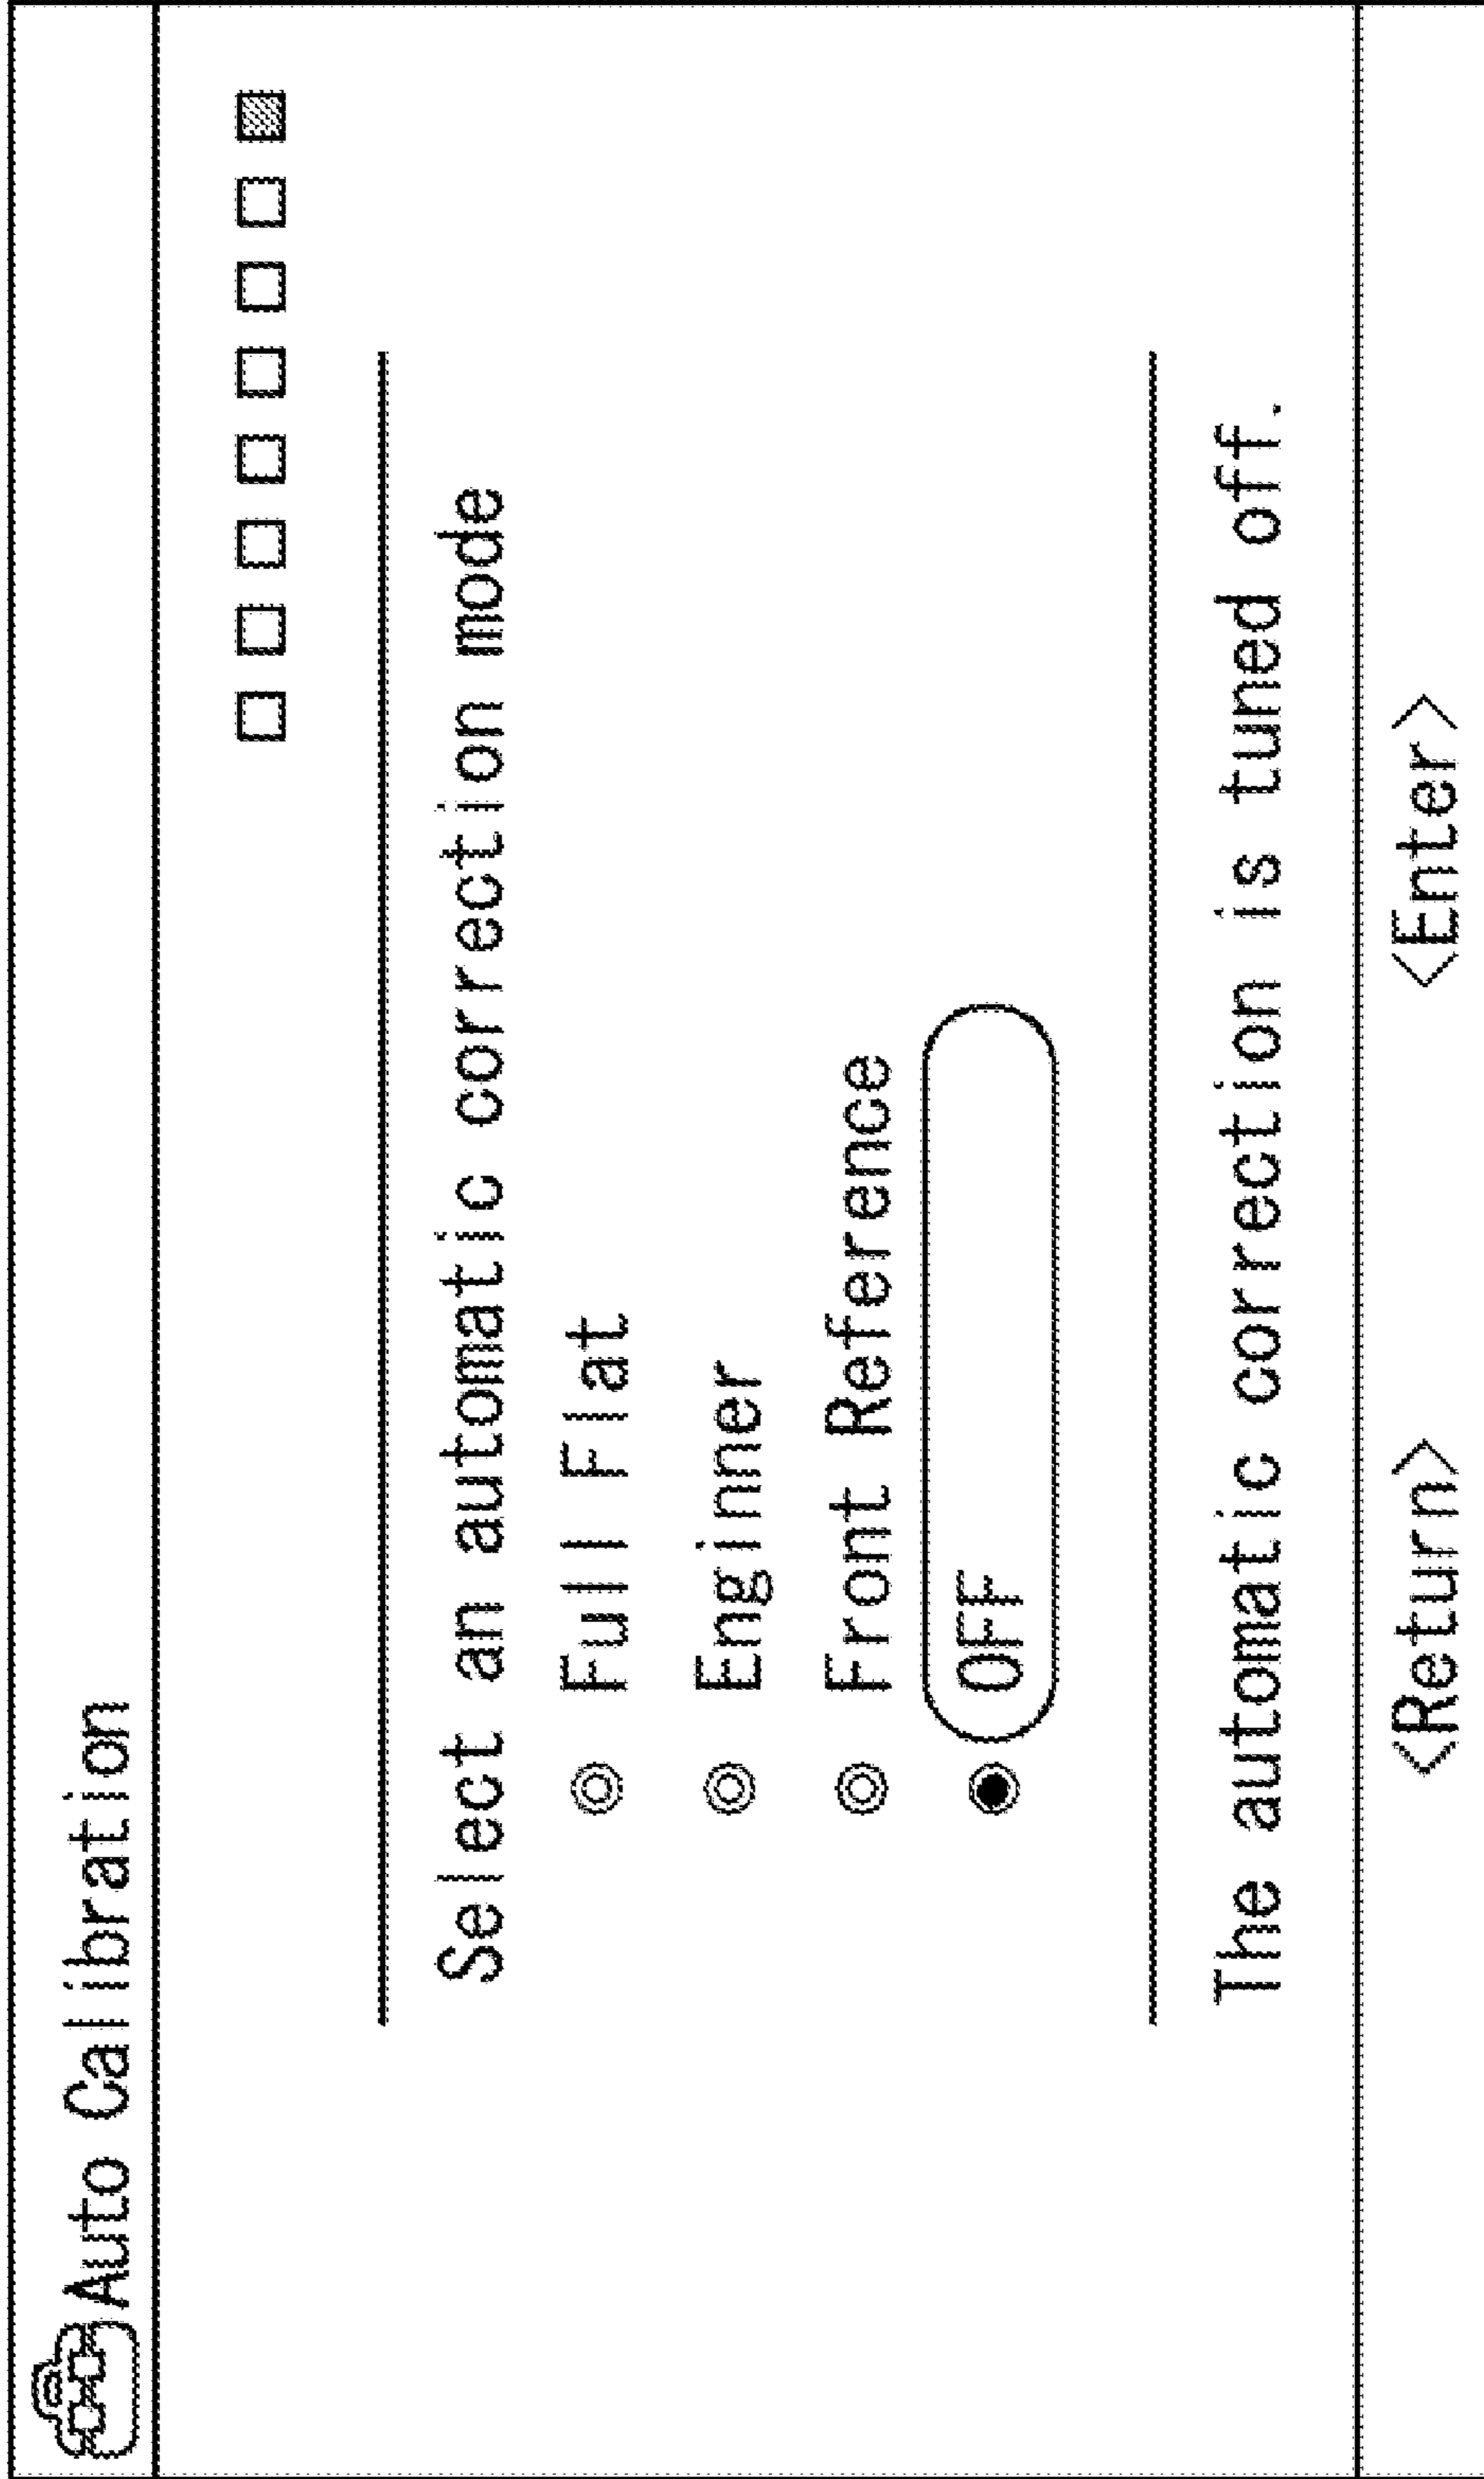 Auto Calibration
Select an automatic correction mode
Full Flat
Enginner
Front Reference
OFF
The automatic correction is tuned off.
<Return> <Enter>